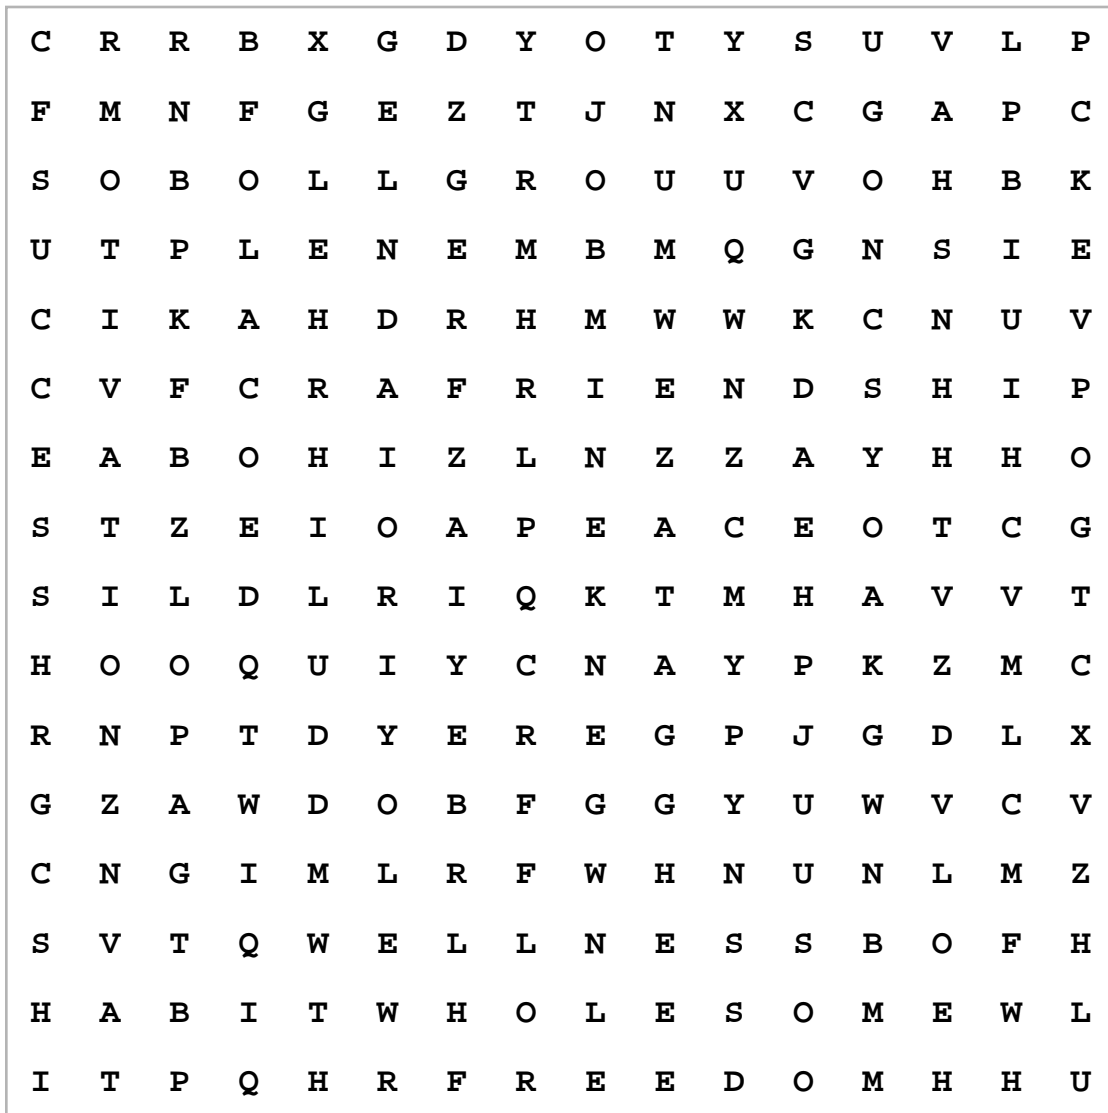 C R R B X G D Y O T Y S U V L P
F M N F G E Z T J N X C G A P C
S O B O L L G R O U U V O H B K
U T P L E N E M B M Q G N S I E
C I K A H D R H M W W K C N U V
C V F C R A F R I E N D S H I P
E A B O H I Z L N Z Z A Y H H O
S T Z E I O A P E A C E O T C G
S I L D L R I Q K T M H A V V T
H O O Q U I Y C N A Y P K Z M C
R N P T D Y E R E G P J G D L X
G Z A W D O B F G G Y U W V C V
C N G I M L R F W H N U N L M Z
S V T Q W E L L N E S S B O F H
H A B I T W H O L E S O M E W L
I T P Q H R F R E E D O M H H U